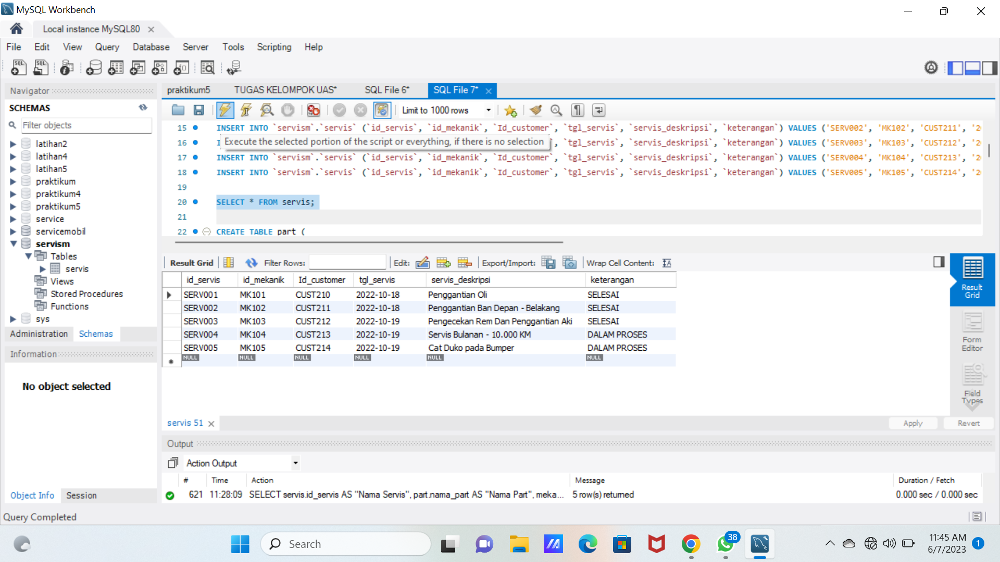 MySQL Workbench
Local instance MySQL80
File Edit View Query Database Server Tools Scripting Help
Navigator
SCHEMAS
Filter objects
latihan2
latihan4
latihan5
praktikum
praktikum4
praktikum5
service
servicemobil
servism
Tables
servis
Views
Stored Procedures
Functions
sys
Administration Schemas
Information
No object selected
Object Info Session
praktikum5 TUGAS KELOMPOK UAS* SQL File 6* SQL File 7*
Limit to 1000 rows
15 INSERT INTO `servism`.`servis` (`id_servis`, `id_mekanik`, `Id_customer`, `tgl_servis`, `servis_deskripsi`, `keterangan`) VALUES ('SERV002', 'MK102', 'CUST211', '2
16 , `tgl_servis`, `servis_deskripsi`, `keterangan`) VALUES ('SERV003', 'MK103', 'CUST212', '2
Execute the selected portion of the script or everything, if there is no selection
17 INSERT INTO `servism`.`servis` (`id_servis`, `id_mekanik`, `Id_customer`, `tgl_servis`, `servis_deskripsi`, `keterangan`) VALUES ('SERV004', 'MK104', 'CUST213', '2
18 INSERT INTO `servism`.`servis` (`id_servis`, `id_mekanik`, `Id_customer`, `tgl_servis`, `servis_deskripsi`, `keterangan`) VALUES ('SERV005', 'MK105', 'CUST214', '2
19
20 SELECT * FROM servis;
21
22 CREATE TABLE part (
Result Grid Filter Rows: Edit: Export/Import: Wrap Cell Content:
id_servis id_mekanik Id_customer tgl_servis servis_deskripsi keterangan
SERV001 MK101 CUST210 2022-10-18 Penggantian Oli SELESAI
SERV002 MK102 CUST211 2022-10-18 Penggantian Ban Depan - Belakang SELESAI
SERV003 MK103 CUST212 2022-10-19 Pengecekan Rem Dan Penggantian Aki SELESAI
SERV004 MK104 CUST213 2022-10-19 Servis Bulanan - 10.000 KM DALAM PROSES
SERV005 MK105 CUST214 2022-10-19 Cat Duko pada Bumper DALAM PROSES
NULL NULL NULL NULL NULL NULL
Result
Grid
Form
Editor
Field
Types
servis 51
Apply Revert
Output
Action Output
# Time Action Message Duration / Fetch
621 11:28:09 SELECT servis.id_servis AS "Nama Servis", part.nama_part AS "Nama Part", meka... 5 row(s) returned 0.000 sec / 0.000 sec
Query Completed
Search
38
11:45 AM
6/7/2023
1